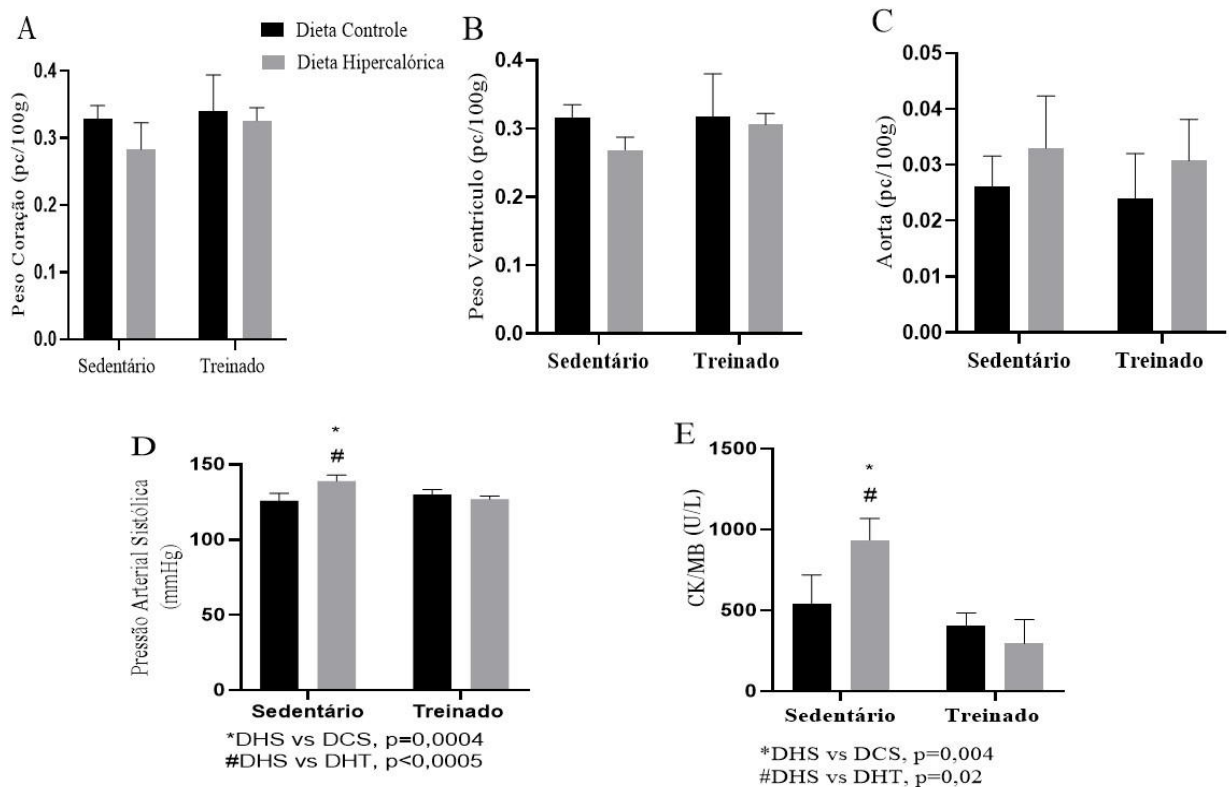 A
Dieta Controle
Dieta Hipercalórica
Peso Coração (pc/100g)
0.4
0.3
0.2
0.1
0.0
Sedentário Treinado
B
Peso Ventrículo (pc/100g)
0.4
0.3
0.2
0.1
0.0
Sedentário Treinado
C
Aorta (pc/100g)
0.05
0.04
0.03
0.02
0.01
0.00
Sedentário Treinado
D
Pressão Arterial Sistólica
(mmHg)
150
100
50
0
*
#
Sedentário Treinado
*DHS vs DCS, p=0,0004
#DHS vs DHT, p<0,0005
E
CK/MB (U/L)
1500
1000
500
0
*
#
Sedentário Treinado
*DHS vs DCS, p=0,004
#DHS vs DHT, p=0,02